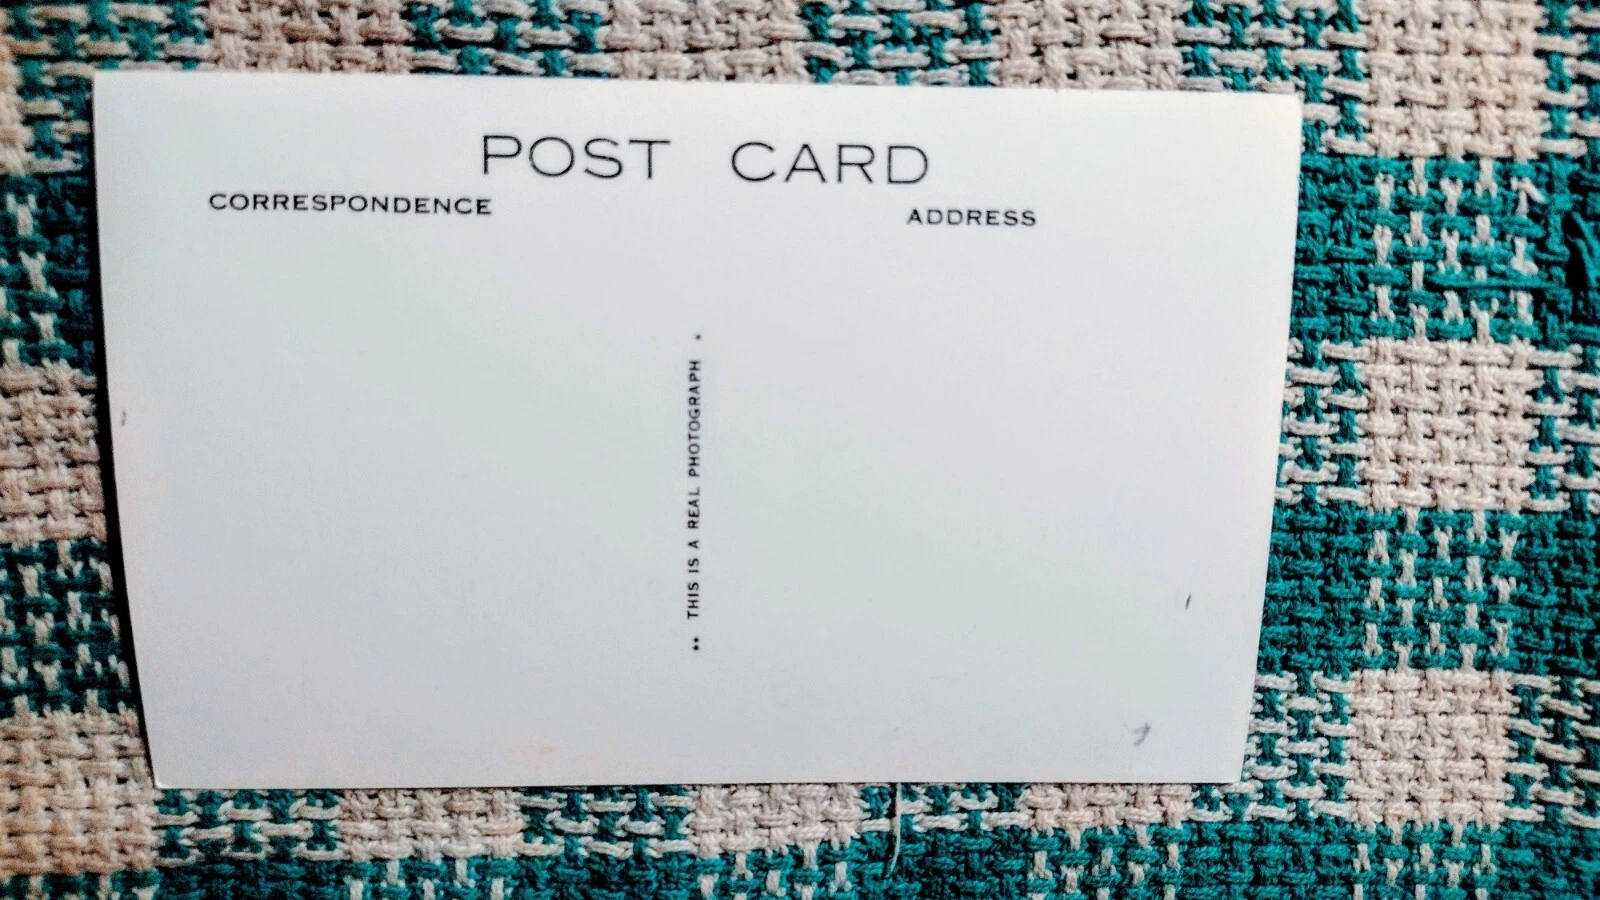 POST CARD
CORRESPONDENCE
ADDRESS
•• THIS IS A REAL PHOTOGRAPH •